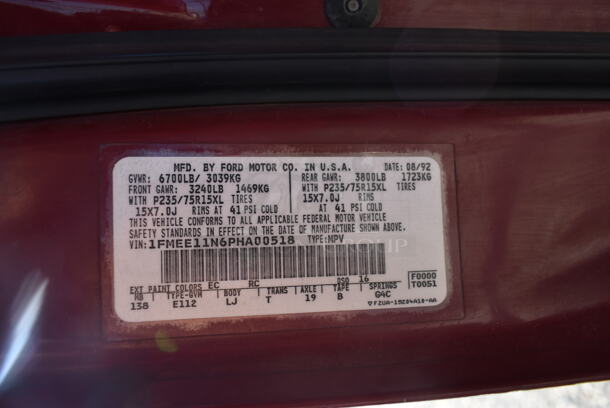 MFD. BY FORD MOTOR CO. IN U.S.A. DATE: 08/92
GVWR: 6700LB/ 3039KG REAR GAWR: 3800LB 1723KG
FRONT GAWR: 3240LB 1469KG WITH P235/75R15XL TIRES
WITH P235/75R15XL TIRES 15X7.0J RIMS
15X7.0J RIMS AT 41 PSI COLD AT 41 PSI COLD
THIS VEHICLE CONFORMS TO ALL APPLICABLE FEDERAL MOTOR VEHICLE
SAFETY STANDARDS IN EFFECT ON THE DATE OF MANUFACTURE SHOWN ABOVE.
VIN: 1FMEE11N6PHA00518 TYPE: MPV
EXT PAINT COLORS EC RC DSO 16 F0000
WB TYPE-GVW BODY TRANS AXLE TAPE SPRINGS T0051
138 E112 LJ T 19 B G4C
F2UA-15204A10-AA